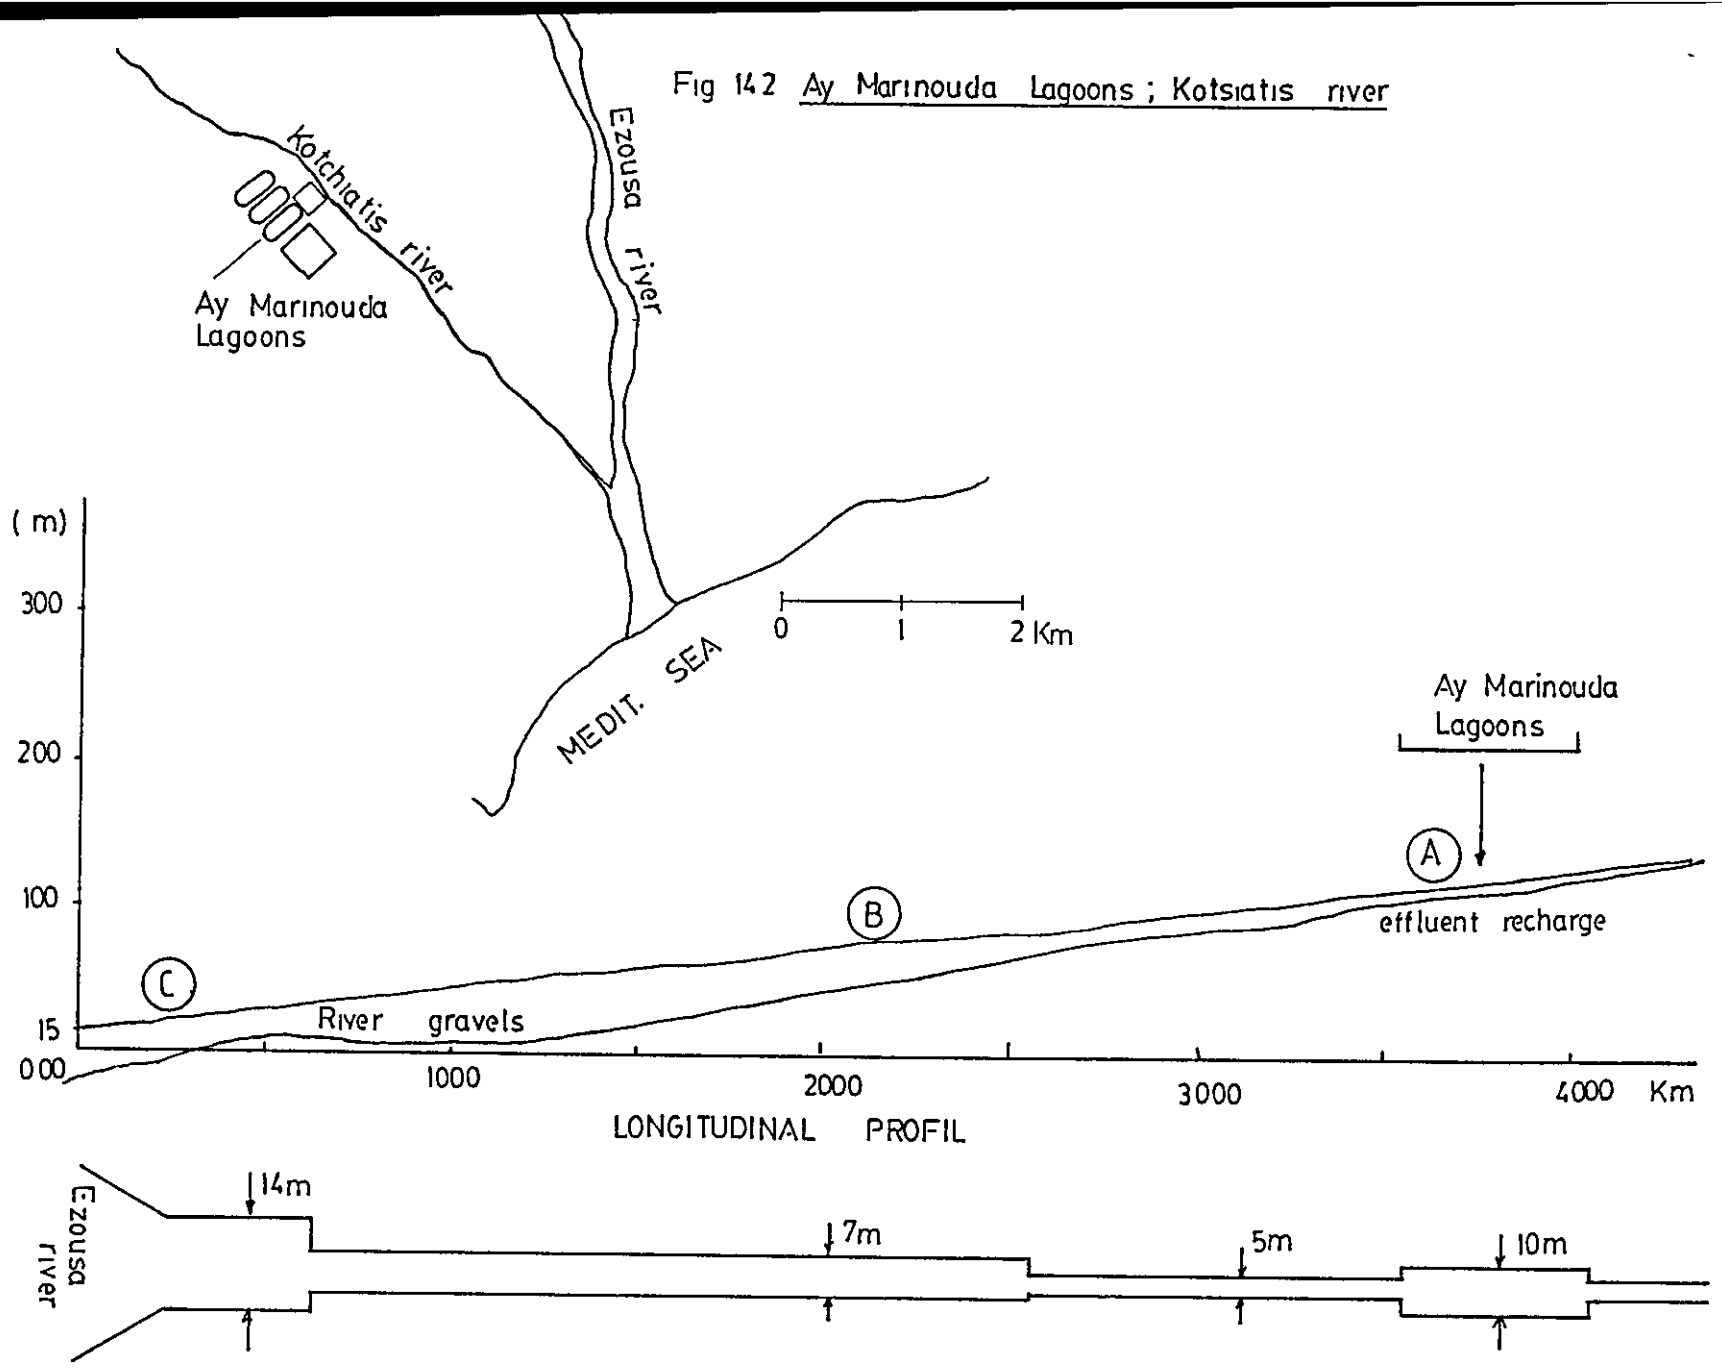 Fig 14 2 Ay Marinouda Lagoons ; Kotsiatis river
Kotchiatis river
Ezousa river
Ay Marinouda
Lagoons
(m)
300
200
100
15
0 00
0 1 2 Km
MEDIT. SEA
Ay Marinouda
Lagoons
A
B
C
effluent recharge
River gravels
1000 2000 3000 4000 Km
LONGITUDINAL PROFIL
Ezousa
river
14m
7m
5m
10m